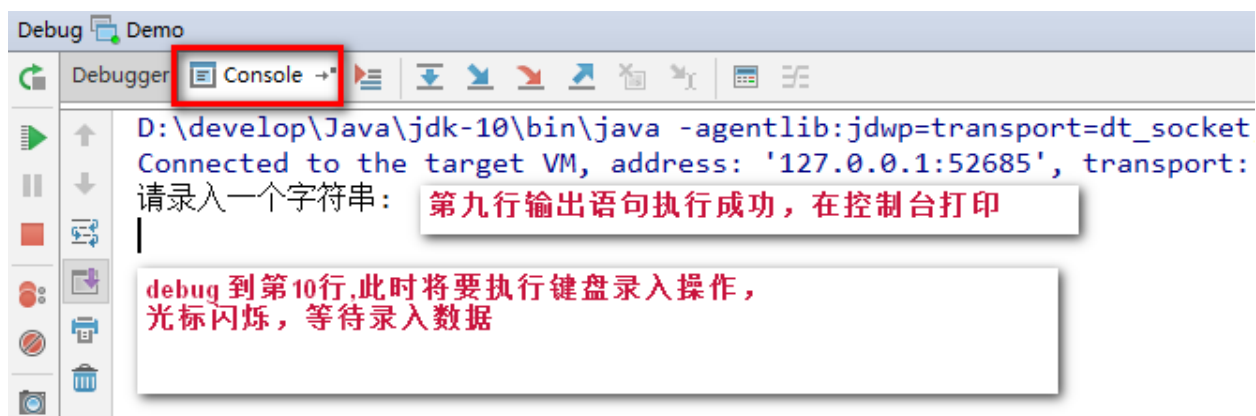 Debug Demo
Debugger Console
D:\develop\Java\jdk-10\bin\java -agentlib:jdwp=transport=dt_socket
Connected to the target VM, address: '127.0.0.1:52685', transport:
请录入一个字符串:
第九行输出语句执行成功，在控制台打印
debug 到第10行,此时将要执行键盘录入操作，
光标闪烁，等待录入数据